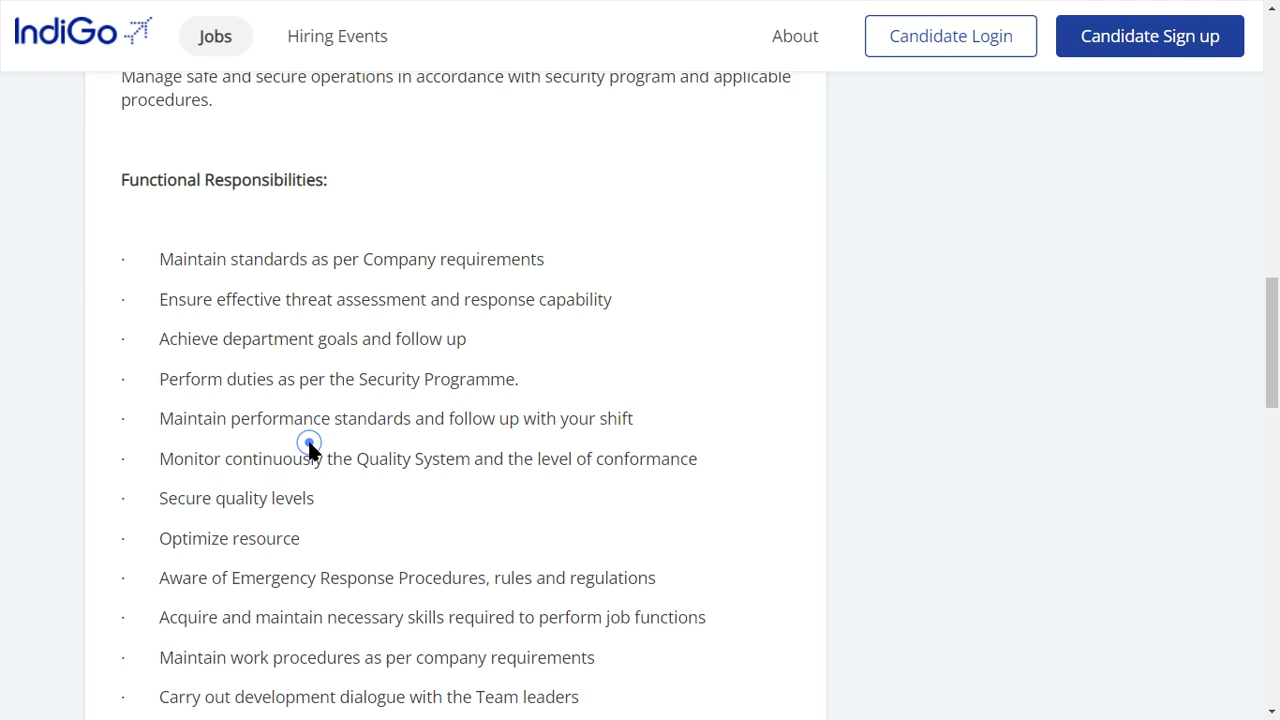 IndiGo Jobs Hiring Events About Candidate Login Candidate Sign up
Manage safe and secure operations in accordance with security program and applicable
procedures.
Functional Responsibilities:
· Maintain standards as per Company requirements
· Ensure effective threat assessment and response capability
· Achieve department goals and follow up
· Perform duties as per the Security Programme.
· Maintain performance standards and follow up with your shift
· Monitor continuously the Quality System and the level of conformance
· Secure quality levels
· Optimize resource
· Aware of Emergency Response Procedures, rules and regulations
· Acquire and maintain necessary skills required to perform job functions
· Maintain work procedures as per company requirements
· Carry out development dialogue with the Team leaders